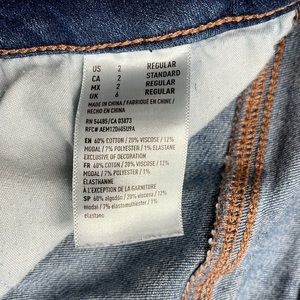 US 2 REGULAR
CA 2 STANDARD
MX 2 REGULAR
UK 6 REGULAR
MADE IN CHINA / FABRIQUÉ EN CHINE /
HECHO EN CHINA
RN 54485/CA 03873
RFC# AEM120605U9A
EN 60% COTTON / 20% VISCOSE / 12%
MODAL / 7% POLYESTER / 1% ELASTANE
EXCLUSIVE OF DECORATION
FR 60% COTON / 20% VISCOSE / 12%
MODAL / 7% POLYESTER / 1%
ÉLASTHANNE
À L'EXCEPTION DE LA GARNITURE
SP 60% algodón / 20% viscosa / 12%
modal / 7% elastomultiester / 1%
elastano